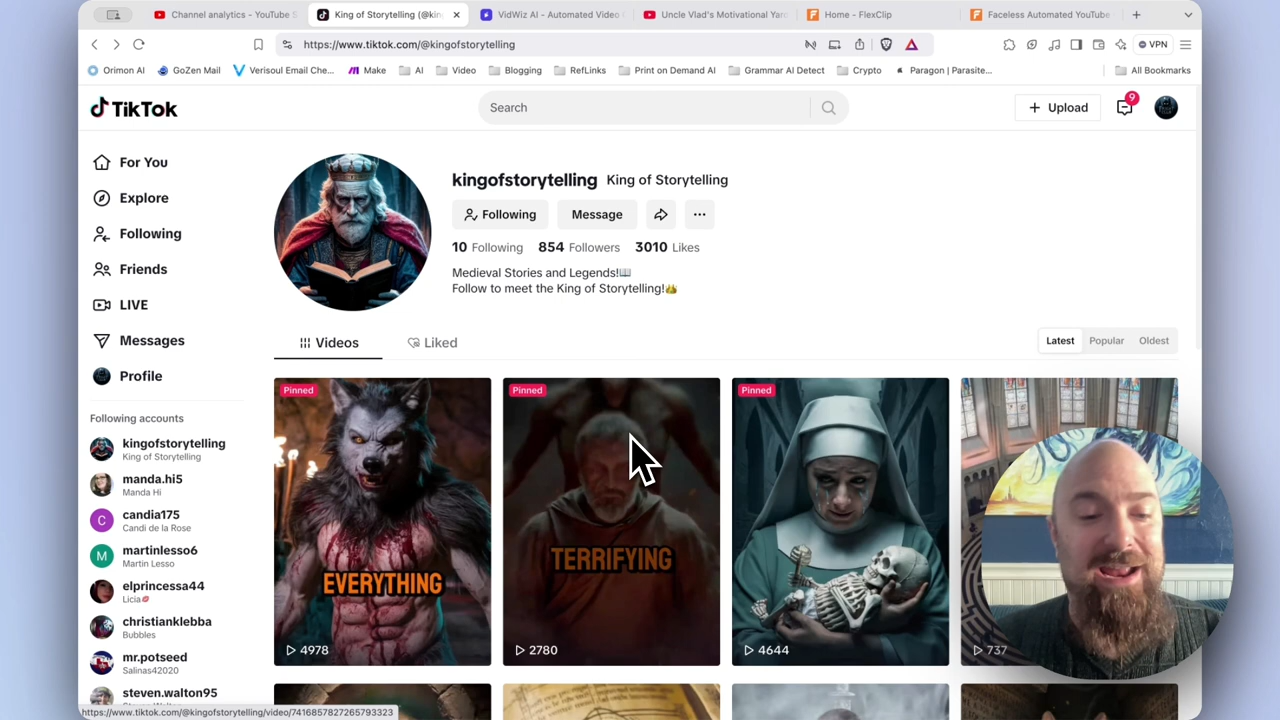 Channel analytics - YouTube S
King of Storytelling (@kin
VidWiz AI - Automated Video
Uncle Vlad's Motivational Yard
Home - FlexClip
Faceless Automated YouTube
https://www.tiktok.com/@kingofstorytelling
VPN
Orimon AI
GoZen Mail
Verisoul Email Che...
Make
AI
Video
Blogging
RefLinks
Print on Demand AI
Grammar AI Detect
Crypto
Paragon | Parasite...
All Bookmarks
TikTok
Search
Upload
9
For You
Explore
Following
Friends
LIVE
Messages
Profile
Following accounts
kingofstorytelling
King of Storytelling
manda.hi5
Manda Hi
C
candia175
Candi de la Rose
M
martinlesso6
Martin Lesso
elprincessa44
Licia💋
christianklebba
Bubbles
mr.potseed
Salinas42020
steven.walton95
kingofstorytelling King of Storytelling
Following
Message
10 Following 854 Followers 3010 Likes
Medieval Stories and Legends!📖
Follow to meet the King of Storytelling!👑
Videos
Liked
Latest
Popular
Oldest
Pinned
EVERYTHING
4978
Pinned
TERRIFYING
2780
Pinned
4644
737
https://www.tiktok.com/@kingofstorytelling/video/7416857827265793323